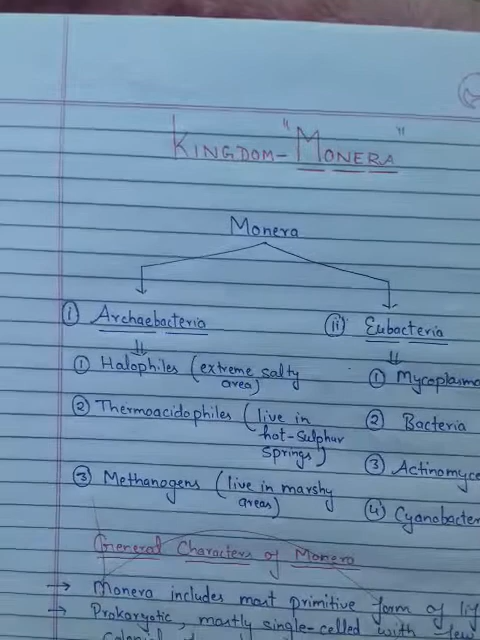 KINGDOM - "MONERA"
Monera
(i) Archaebacteria
(ii) Eubacteria
① Halophiles (extreme salty
area)
② Thermoacidophiles (live in
hot-sulphur
springs)
③ Methanogens (live in marshy
areas)
① Mycoplasma
② Bacteria
③ Actinomyce
④ Cyanobacter
General Characters of Monera
→ Monera includes most primitive form of
→ Prokaryotic, mostly single-celled with few
Colonial